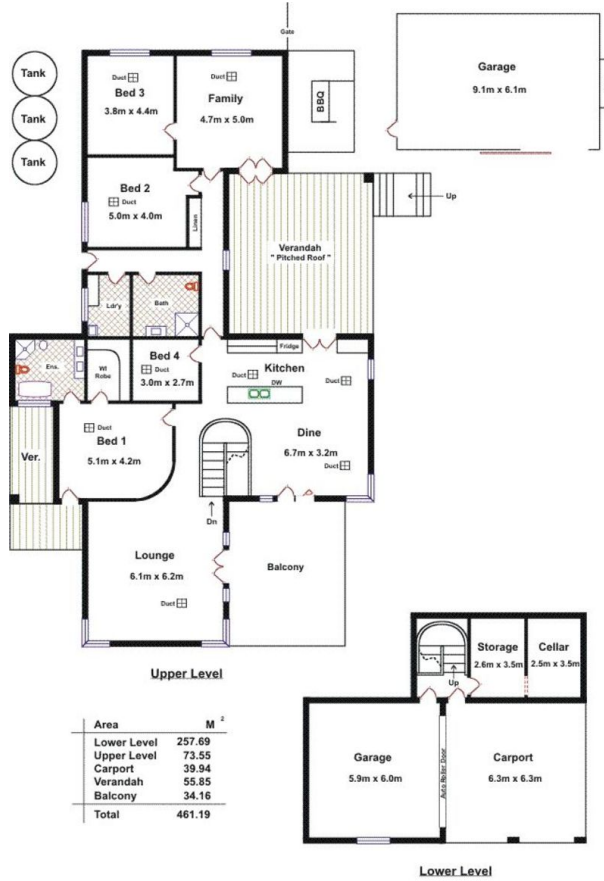 Gate
Tank
Tank
Tank
Duct
Bed 3
3.8m x 4.4m
Duct
Family
4.7m x 5.0m
BBQ
Garage
9.1m x 6.1m
Bed 2
Duct
5.0m x 4.0m
Linen
Up
Verandah
" Pitched Roof "
Ldr'y
Bath
Ens.
WI
Robe
Bed 4
Duct
3.0m x 2.7m
Fridge
Kitchen
Duct
DW
Duct
Ver.
Duct
Bed 1
5.1m x 4.2m
Dine
6.7m x 3.2m
Duct
Dn
Lounge
6.1m x 6.2m
Duct
Balcony
Upper Level
Storage
2.6m x 3.5m
Cellar
2.5m x 3.5m
Up
Garage
5.9m x 6.0m
Auto Roller Door
Carport
6.3m x 6.3m
Lower Level
Area M 2
Lower Level 257.69
Upper Level 73.55
Carport 39.94
Verandah 55.85
Balcony 34.16
Total 461.19